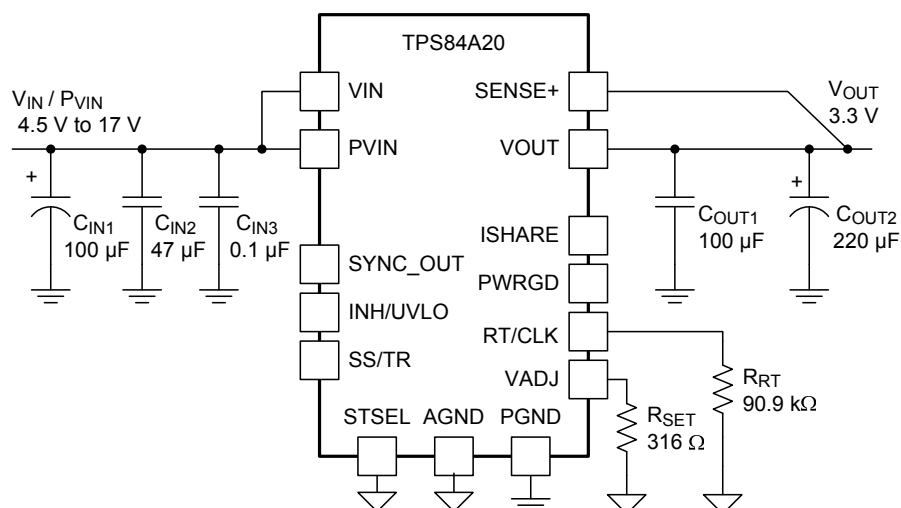 TPS84A20
VIN / PVIN
4.5 V to 17 V
VIN
PVIN
SENSE+
VOUT
VOUT
3.3 V
+
CIN1
100 µF
CIN2
47 µF
CIN3
0.1 µF
COUT1
100 µF
+
COUT2
220 µF
SYNC_OUT
INH/UVLO
SS/TR
ISHARE
PWRGD
RT/CLK
VADJ
RRT
90.9 kΩ
RSET
316 Ω
STSEL AGND PGND